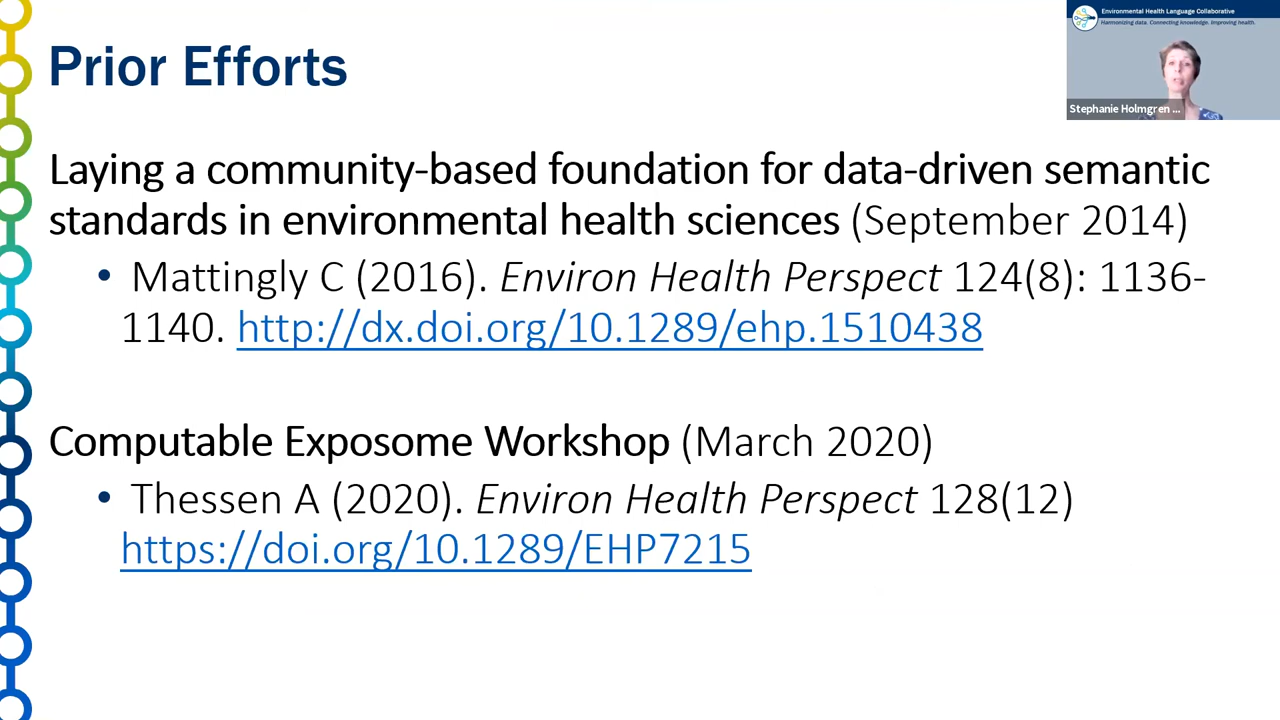 Environmental Health Language Collaborative
Harmonizing data. Connecting knowledge. Improving health.
Stephanie Holmgren ...
Prior Efforts
Laying a community-based foundation for data-driven semantic
standards in environmental health sciences (September 2014)
• Mattingly C (2016). Environ Health Perspect 124(8): 1136-
1140. http://dx.doi.org/10.1289/ehp.1510438
Computable Exposome Workshop (March 2020)
• Thessen A (2020). Environ Health Perspect 128(12)
https://doi.org/10.1289/EHP7215